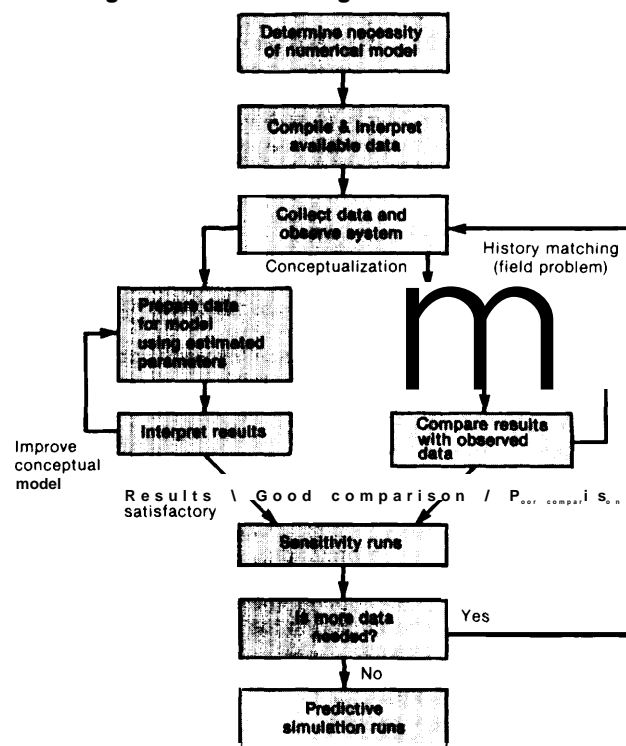 Determine necessity
of numerical model
Compile & interpret
available data
Collect data and
observe system
Conceptualization
History matching
(field problem)
Prepare data
for model
using estimated
parameters
m
Interpret results
Compare results
with observed
data
Improve
conceptual
model
Results \ Good comparison / Poor comparison
satisfactory
Sensitivity runs
Is more data
needed?
Yes
No
Predictive
simulation runs